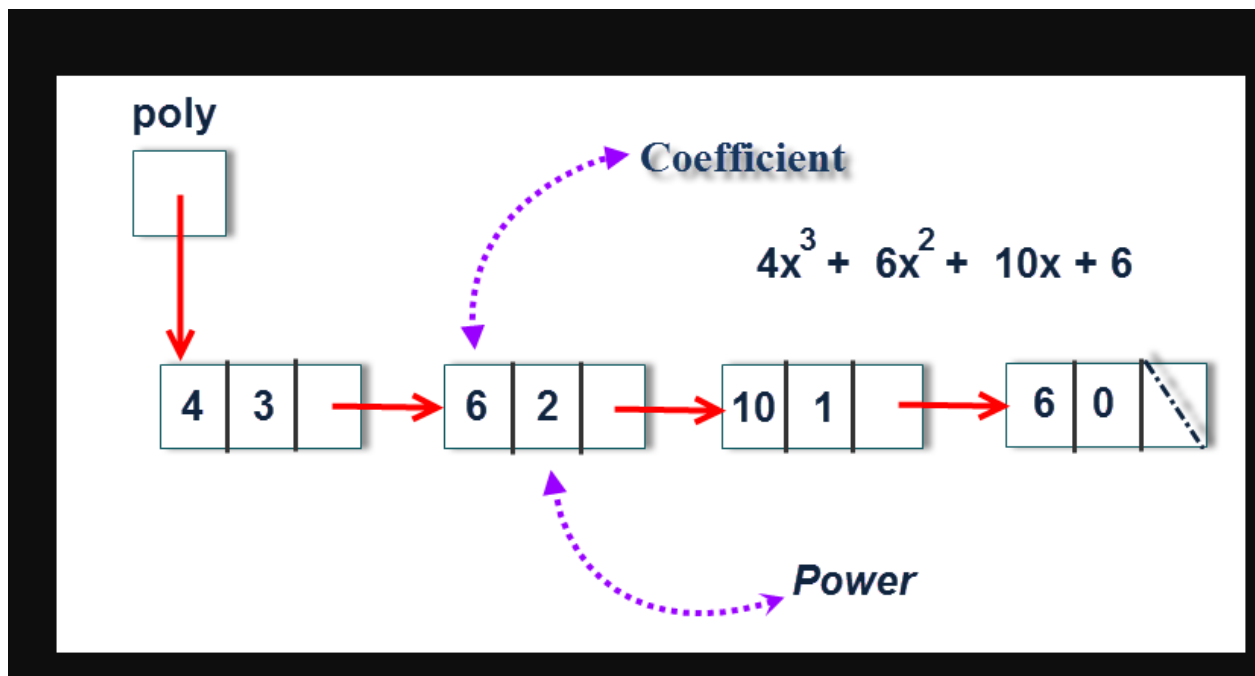 poly
Coefficient
4x³ + 6x² + 10x + 6
4 3 6 2 10 1 6 0
Power